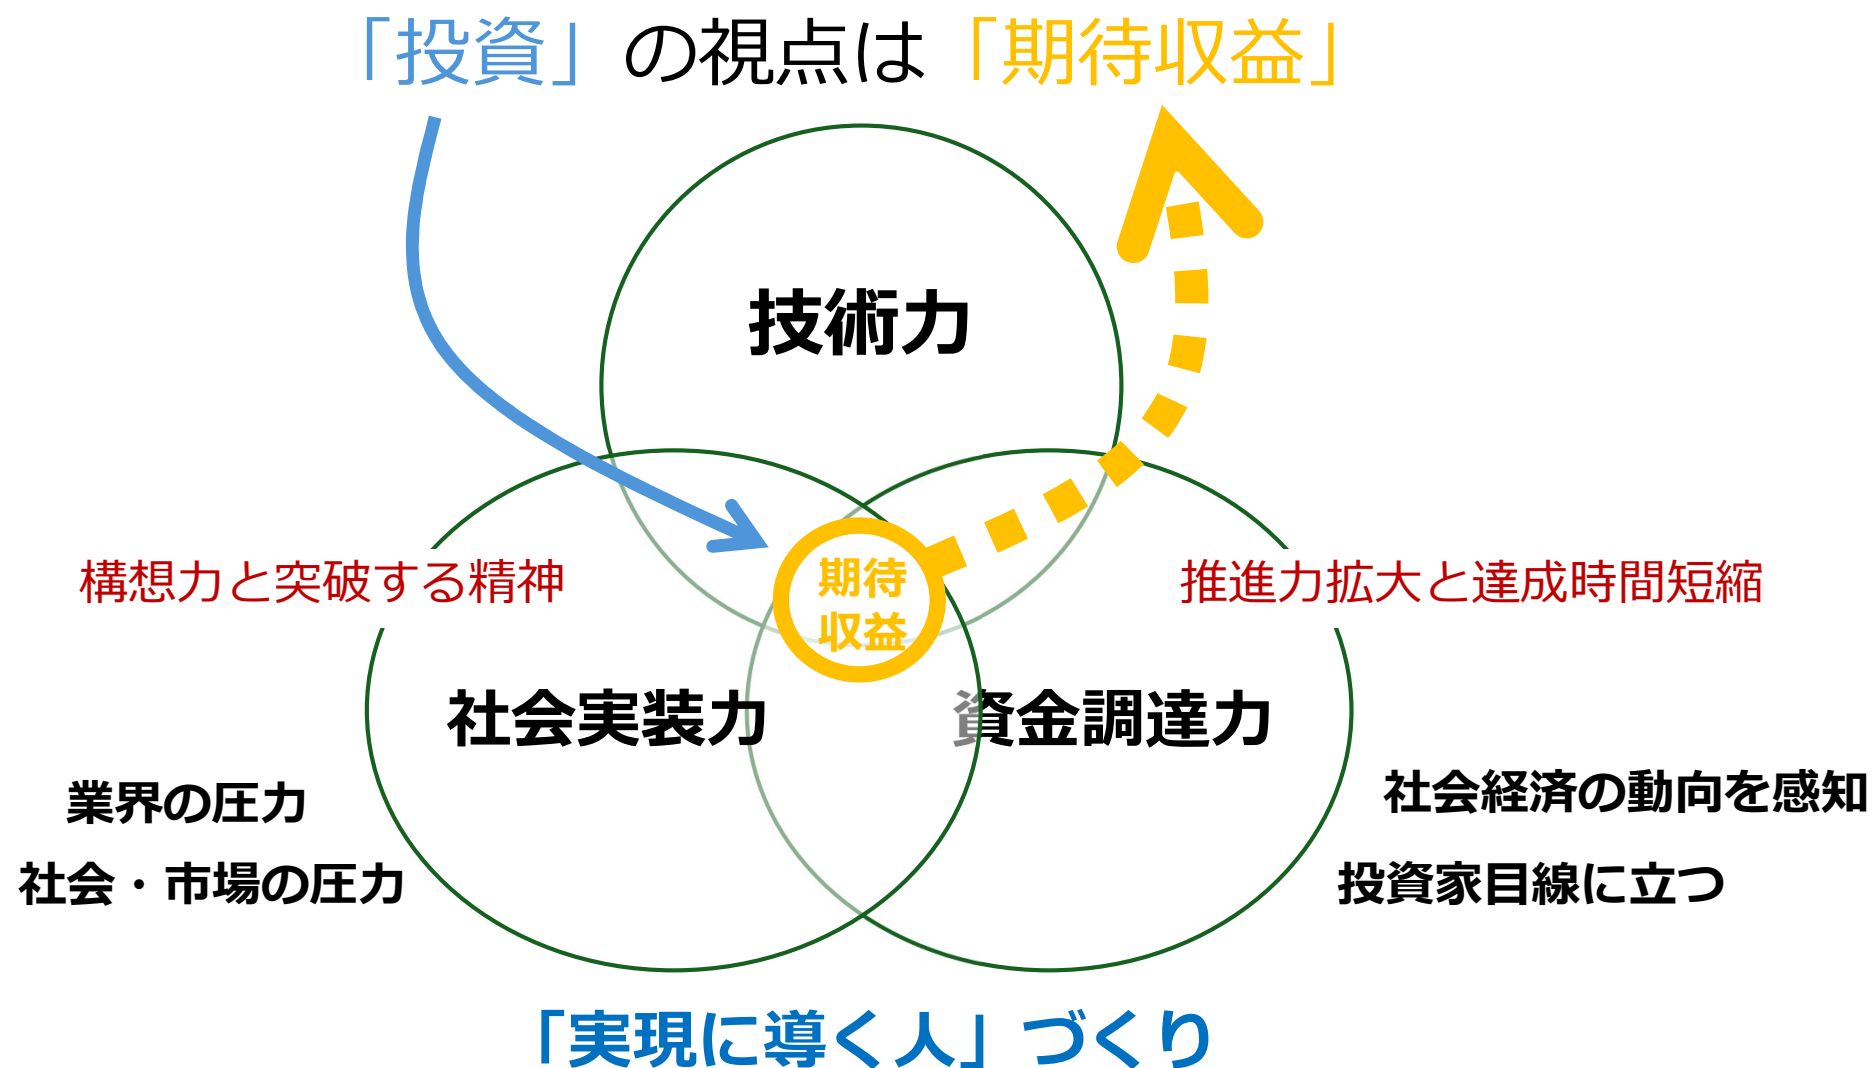 「投資」の視点は「期待収益」
技術力
期待
収益
構想力と突破する精神
推進力拡大と達成時間短縮
社会実装力
資金調達力
業界の圧力
社会・市場の圧力
社会経済の動向を感知
投資家目線に立つ
「実現に導く人」づくり